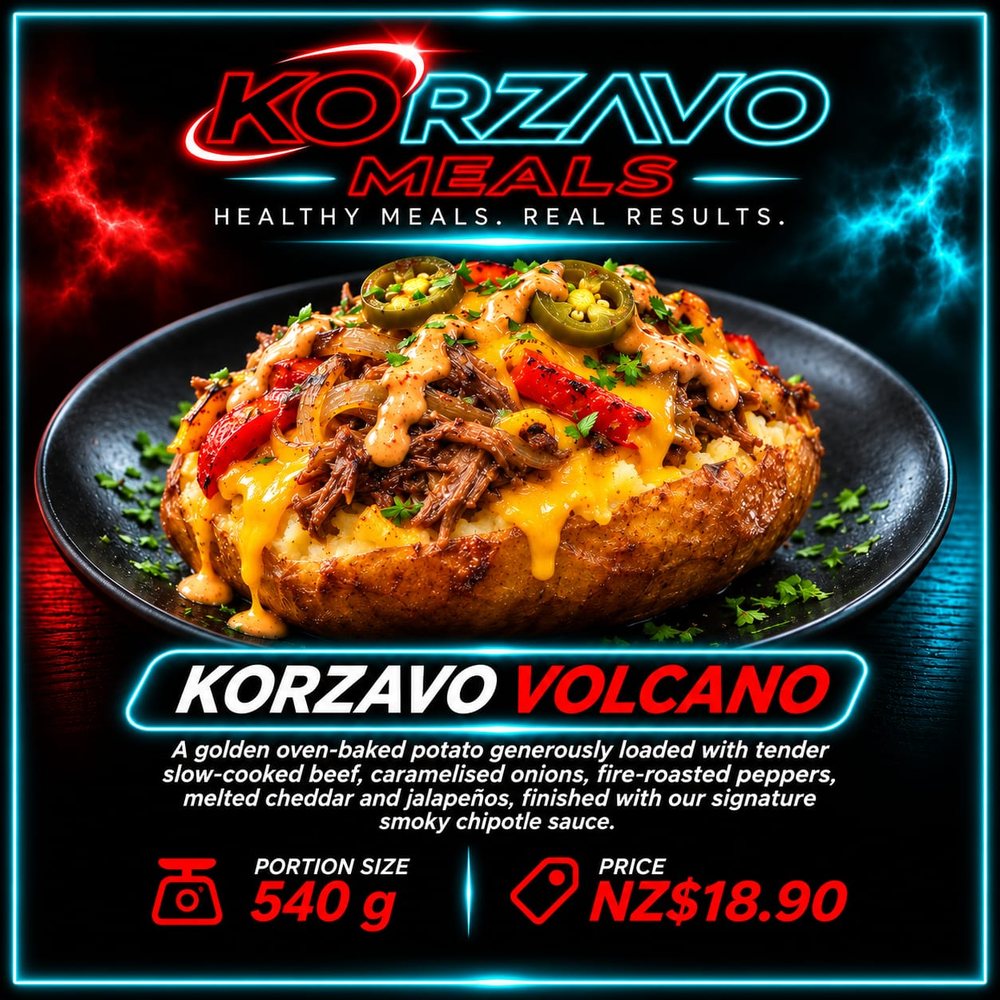 KORZAVO
MEALS
HEALTHY MEALS. REAL RESULTS.
KORZAVO VOLCANO
A golden oven-baked potato generously loaded with tender
slow-cooked beef, caramelised onions, fire-roasted peppers,
melted cheddar and jalapeños, finished with our signature
smoky chipotle sauce.
PORTION SIZE
540 g
PRICE
NZ$18.90